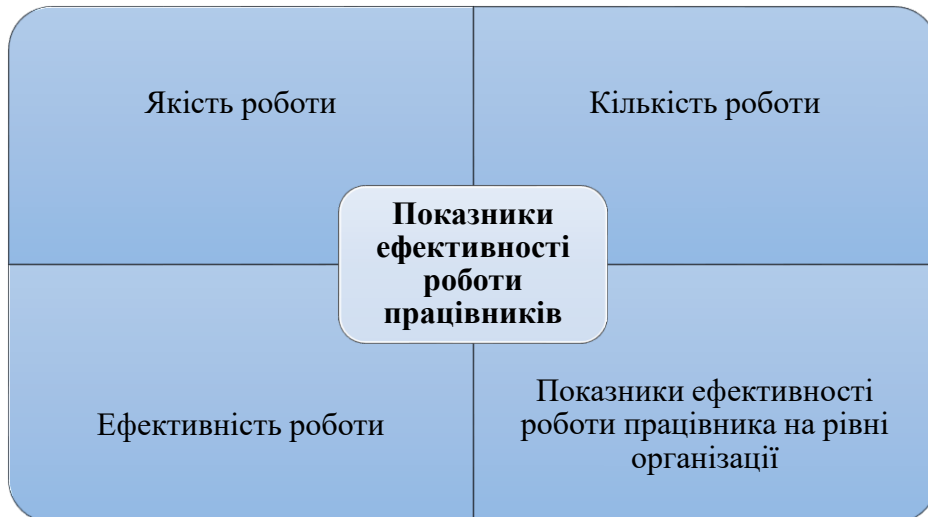 Якість роботи
Кількість роботи
Показники
ефективності
роботи
працівників
Ефективність роботи
Показники ефективності
роботи працівника на рівні
організації